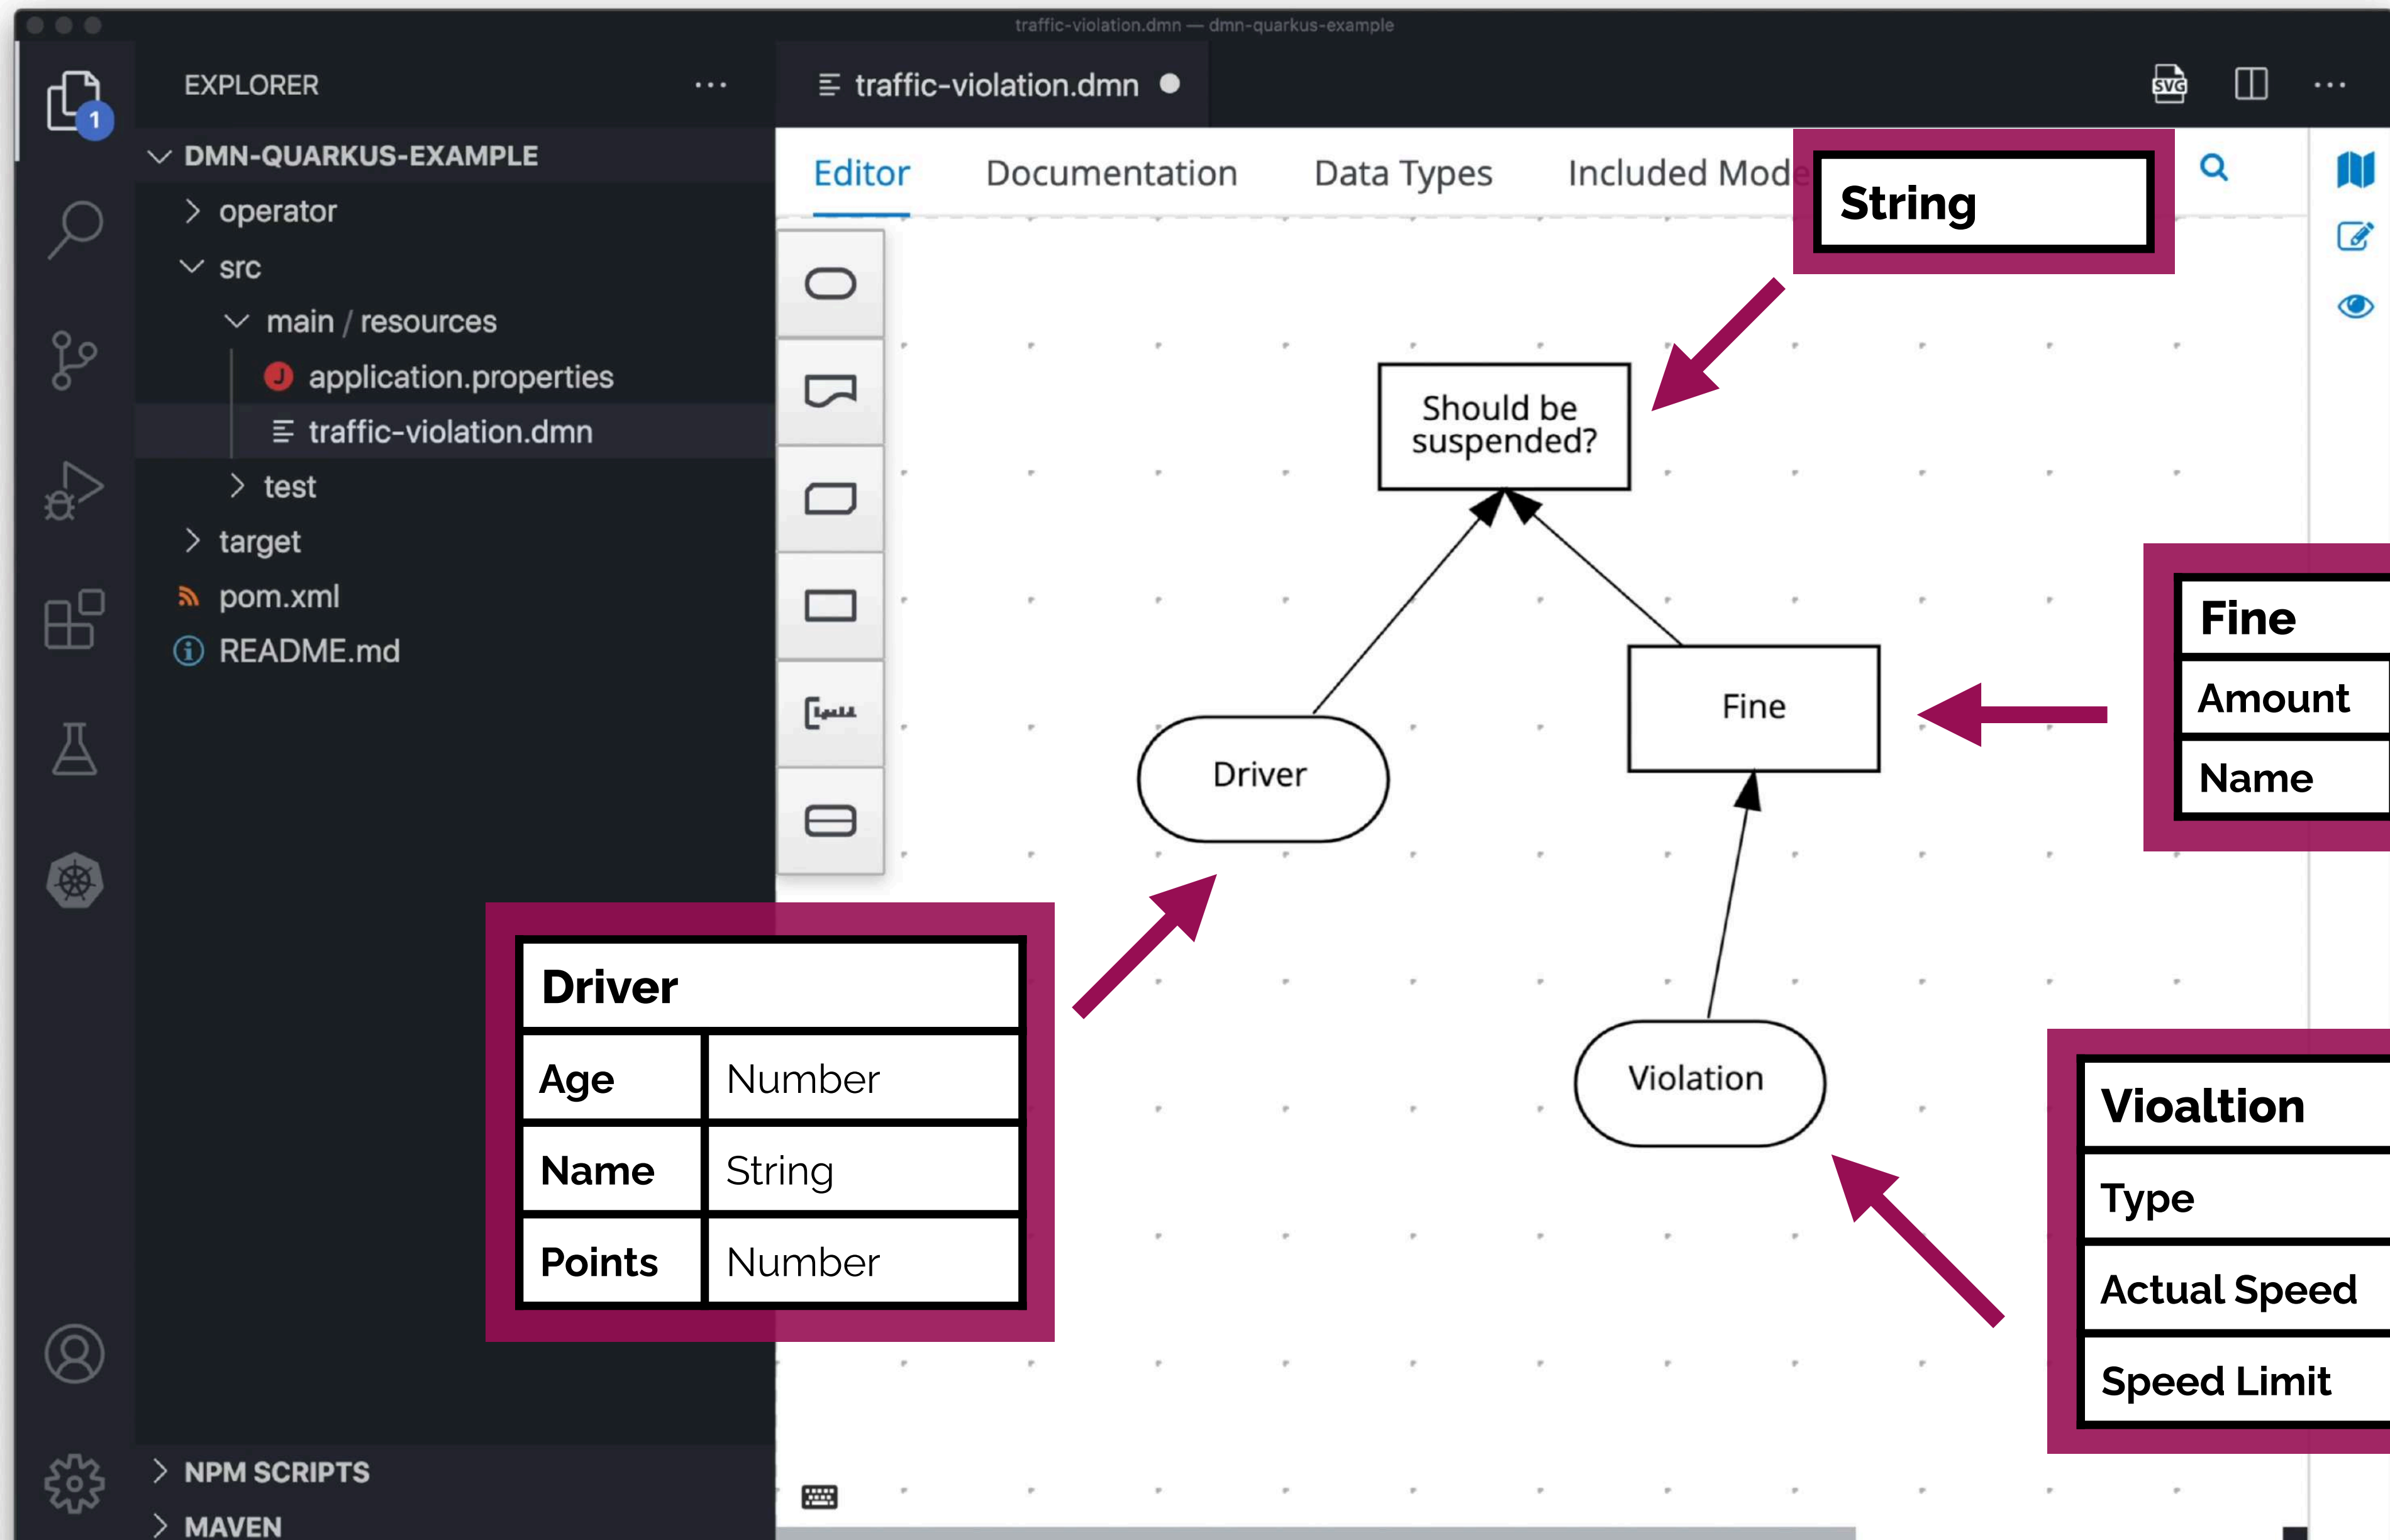 traffic-violation.dmn — dmn-quarkus-example
EXPLORER
traffic-violation.dmn
SVG
1
DMN-QUARKUS-EXAMPLE
operator
src
main / resources
J application.properties
traffic-violation.dmn
test
target
pom.xml
i README.md
NPM SCRIPTS
MAVEN
Editor Documentation Data Types Included Mode
String
Should be
suspended?
Fine
Driver
Violation
Fine
Amount
Name
Driver
Age Number
Name String
Points Number
Vioaltion
Type
Actual Speed
Speed Limit